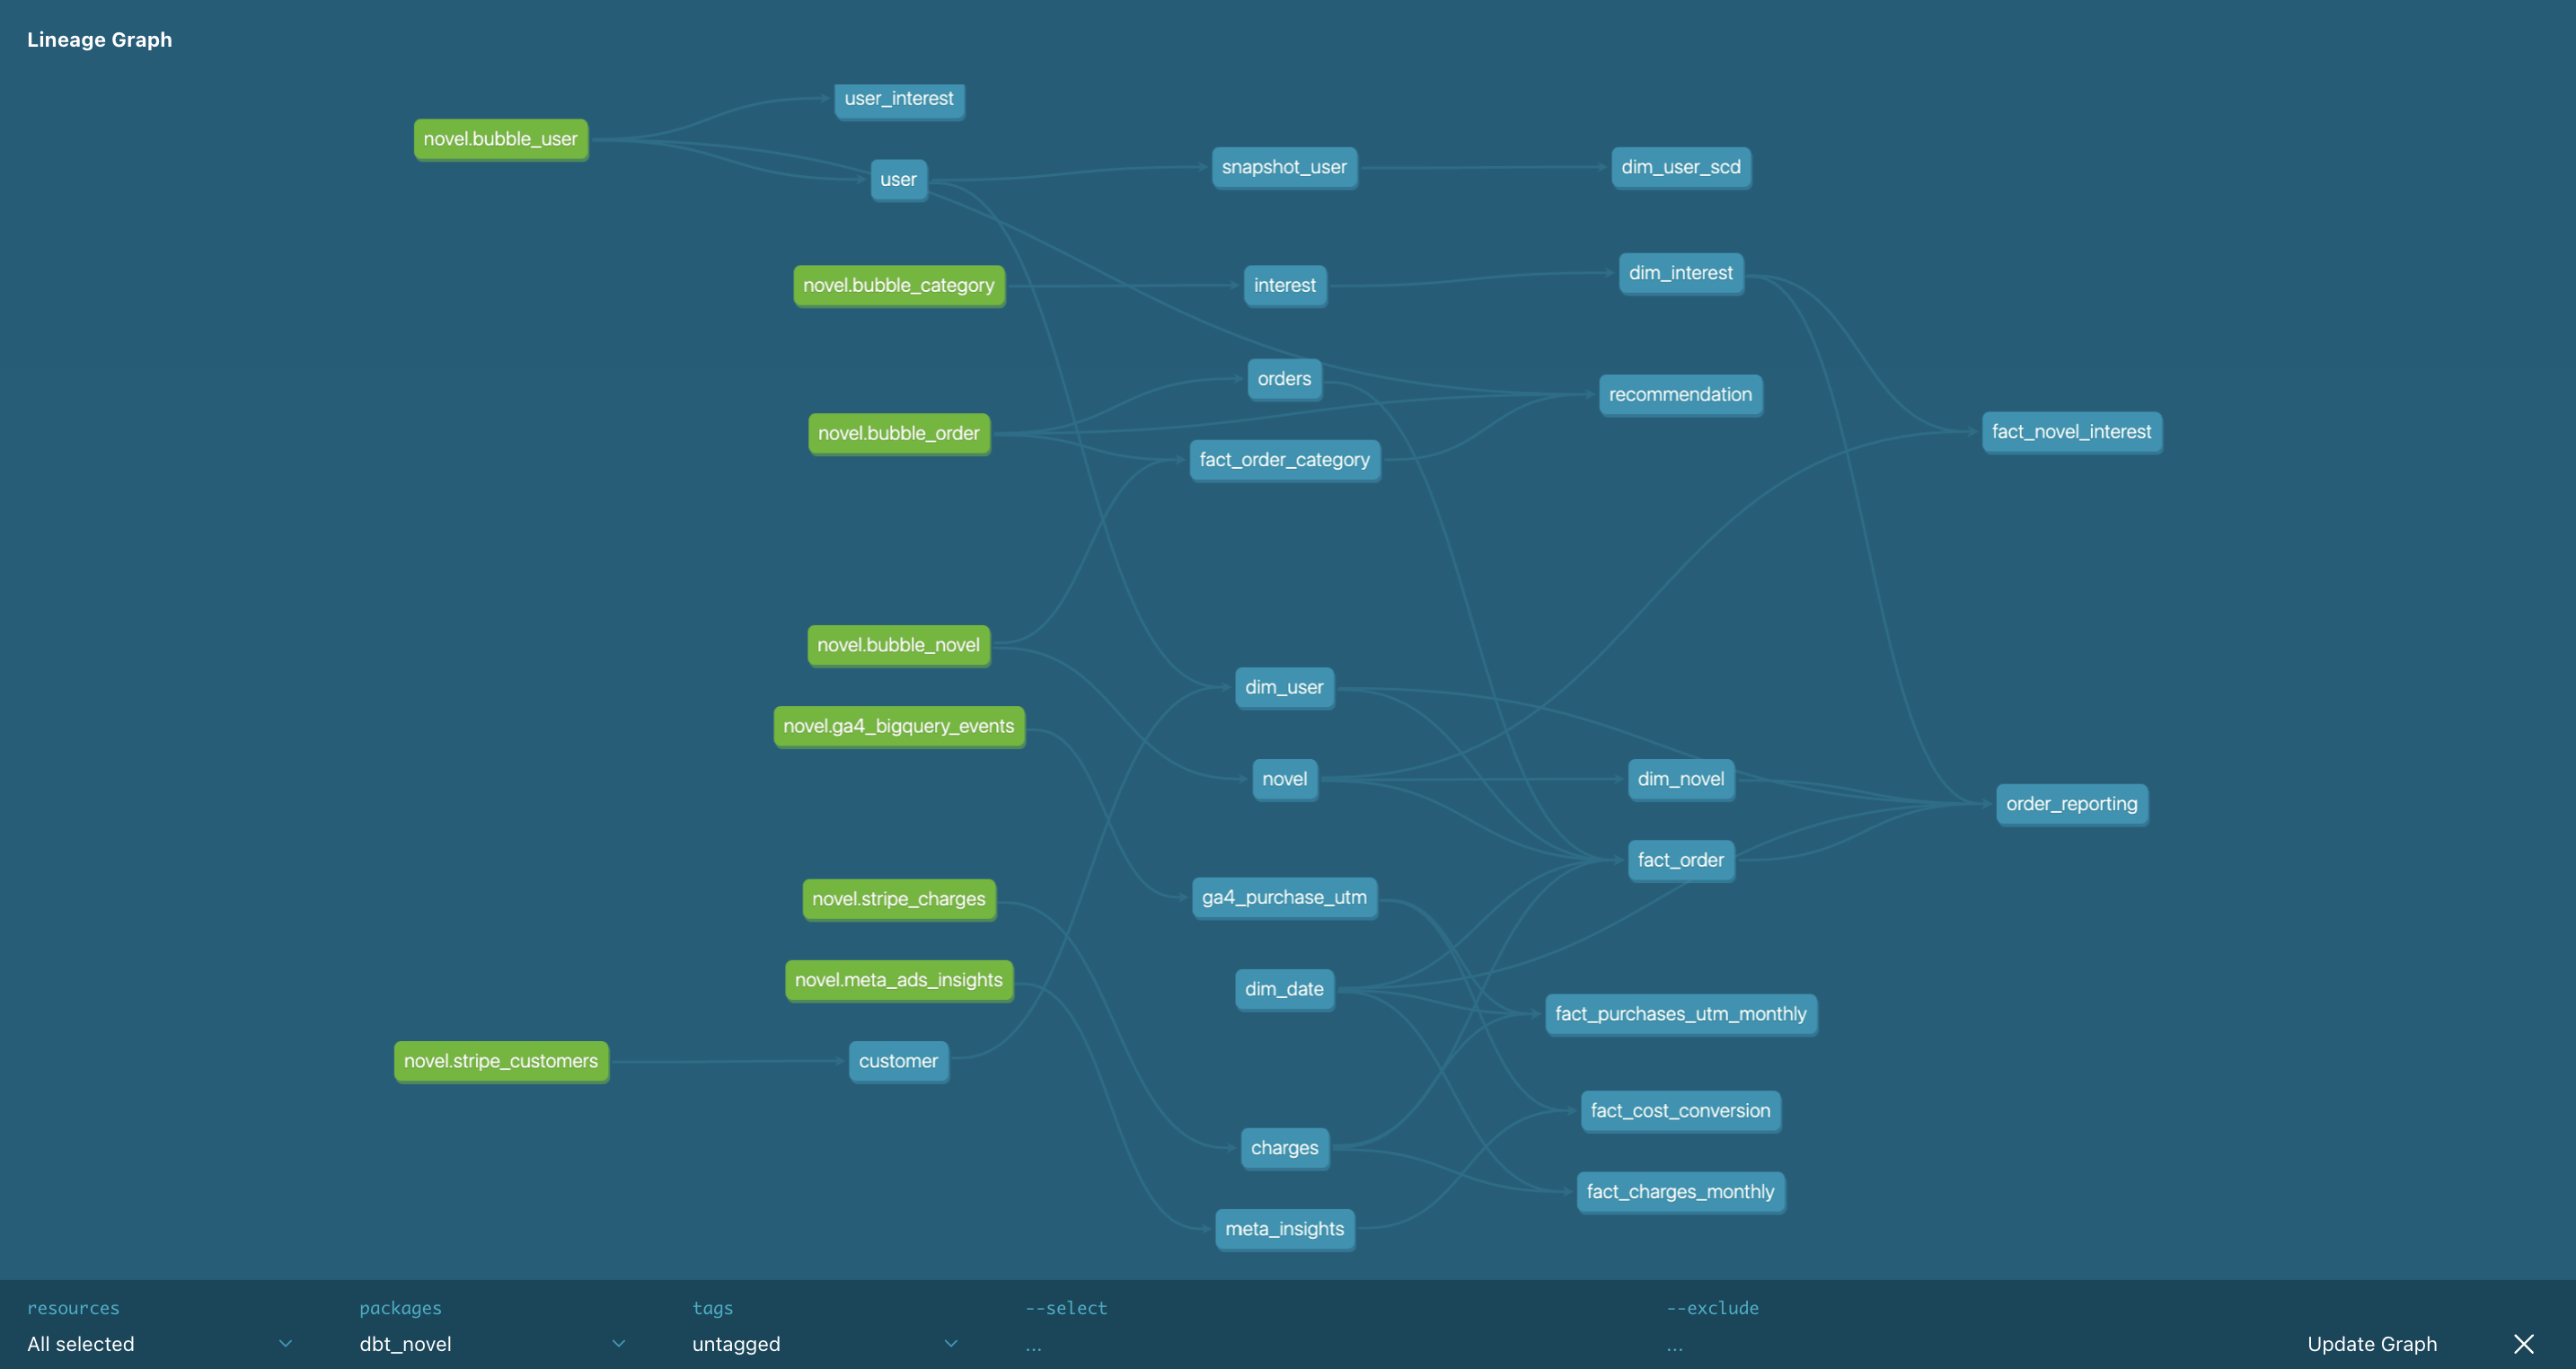 Lineage Graph
user_interest
novel.bubble_user
snapshot_user
dim_user_scd
user
dim_interest
novel.bubble_category
interest
orders
recommendation
fact_novel_interest
novel.bubble_order
fact_order_category
novel.bubble_novel
dim_user
novel.ga4_bigquery_events
novel
dim_novel
order_reporting
fact_order
novel.stripe_charges
ga4_purchase_utm
novel.meta_ads_insights
dim_date
fact_purchases_utm_monthly
novel.stripe_customers
customer
fact_cost_conversion
charges
fact_charges_monthly
meta_insights
resources packages tags --select --exclude
All selected dbt_novel untagged ... ... Update Graph